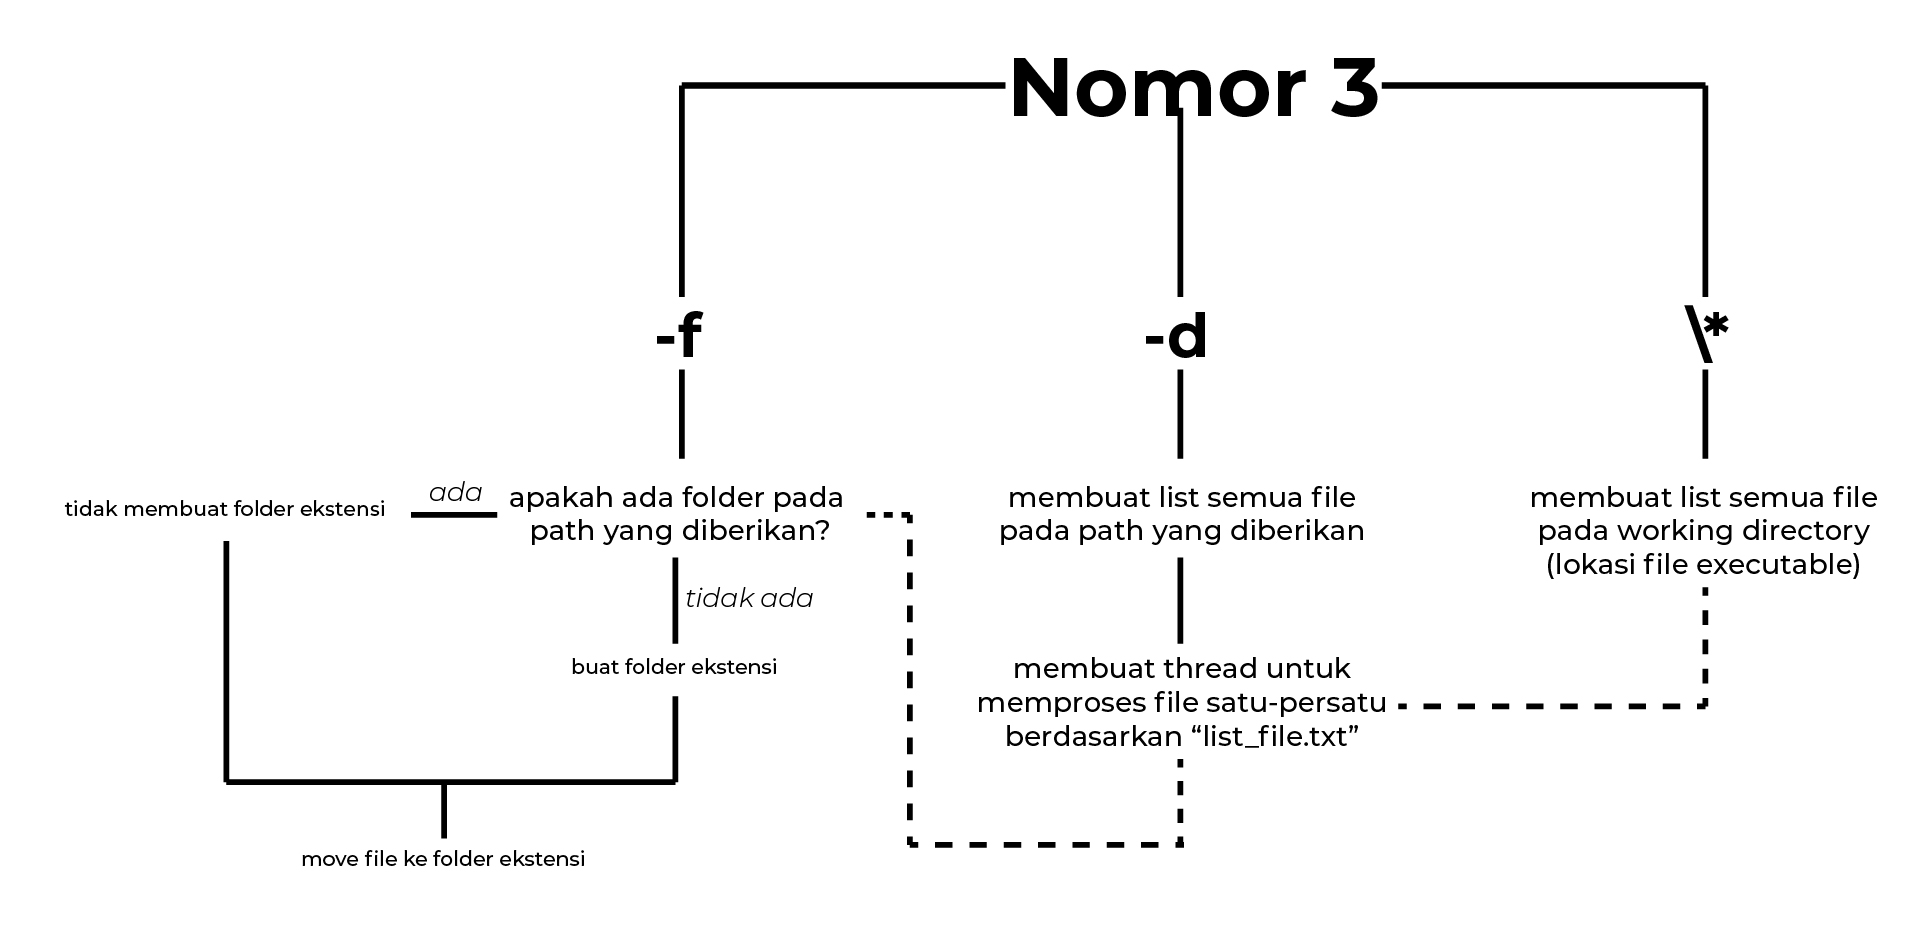 Nomor 3
-f
-d
\*
tidak membuat folder ekstensi
ada
apakah ada folder pada
path yang diberikan?
membuat list semua file
pada path yang diberikan
membuat list semua file
pada working directory
(lokasi file executable)
tidak ada
buat folder ekstensi
membuat thread untuk
memproses file satu-persatu
berdasarkan “list_file.txt”
move file ke folder ekstensi